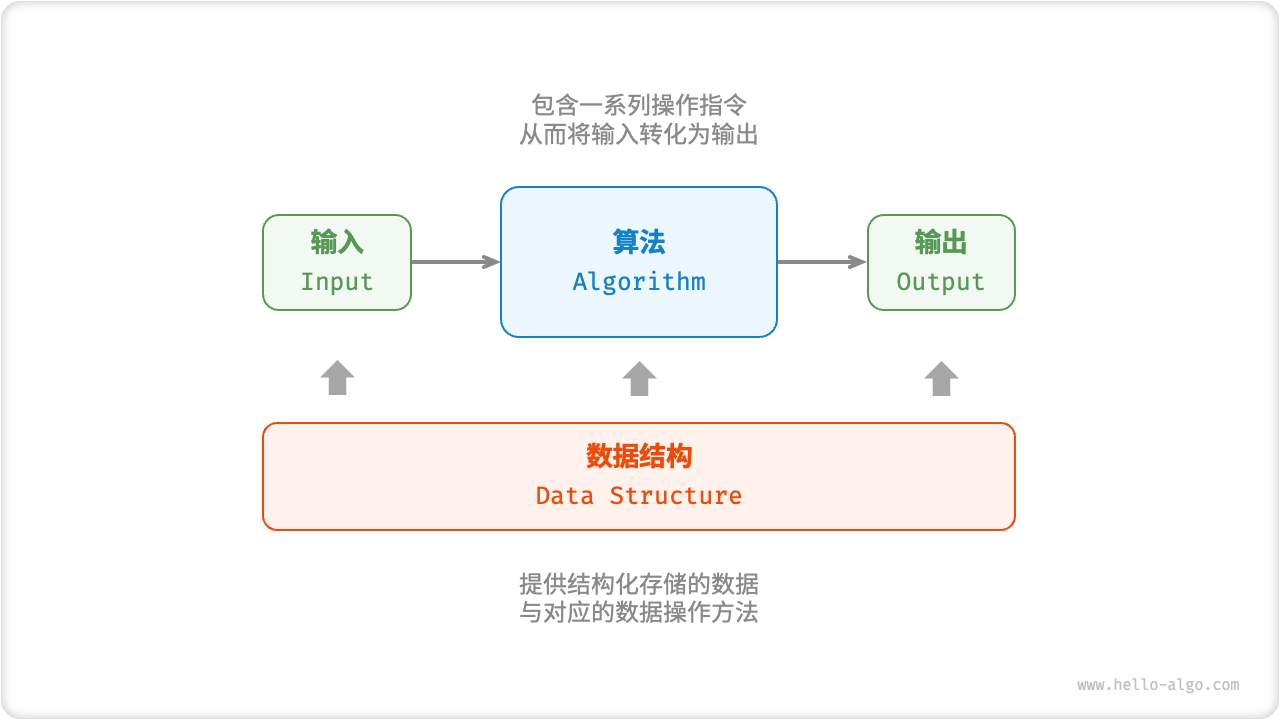 包含一系列操作指令
从而将输入转化为输出
输入
Input
算法
Algorithm
输出
Output
数据结构
Data Structure
提供结构化存储的数据
与对应的数据操作方法
www.hello-algo.com